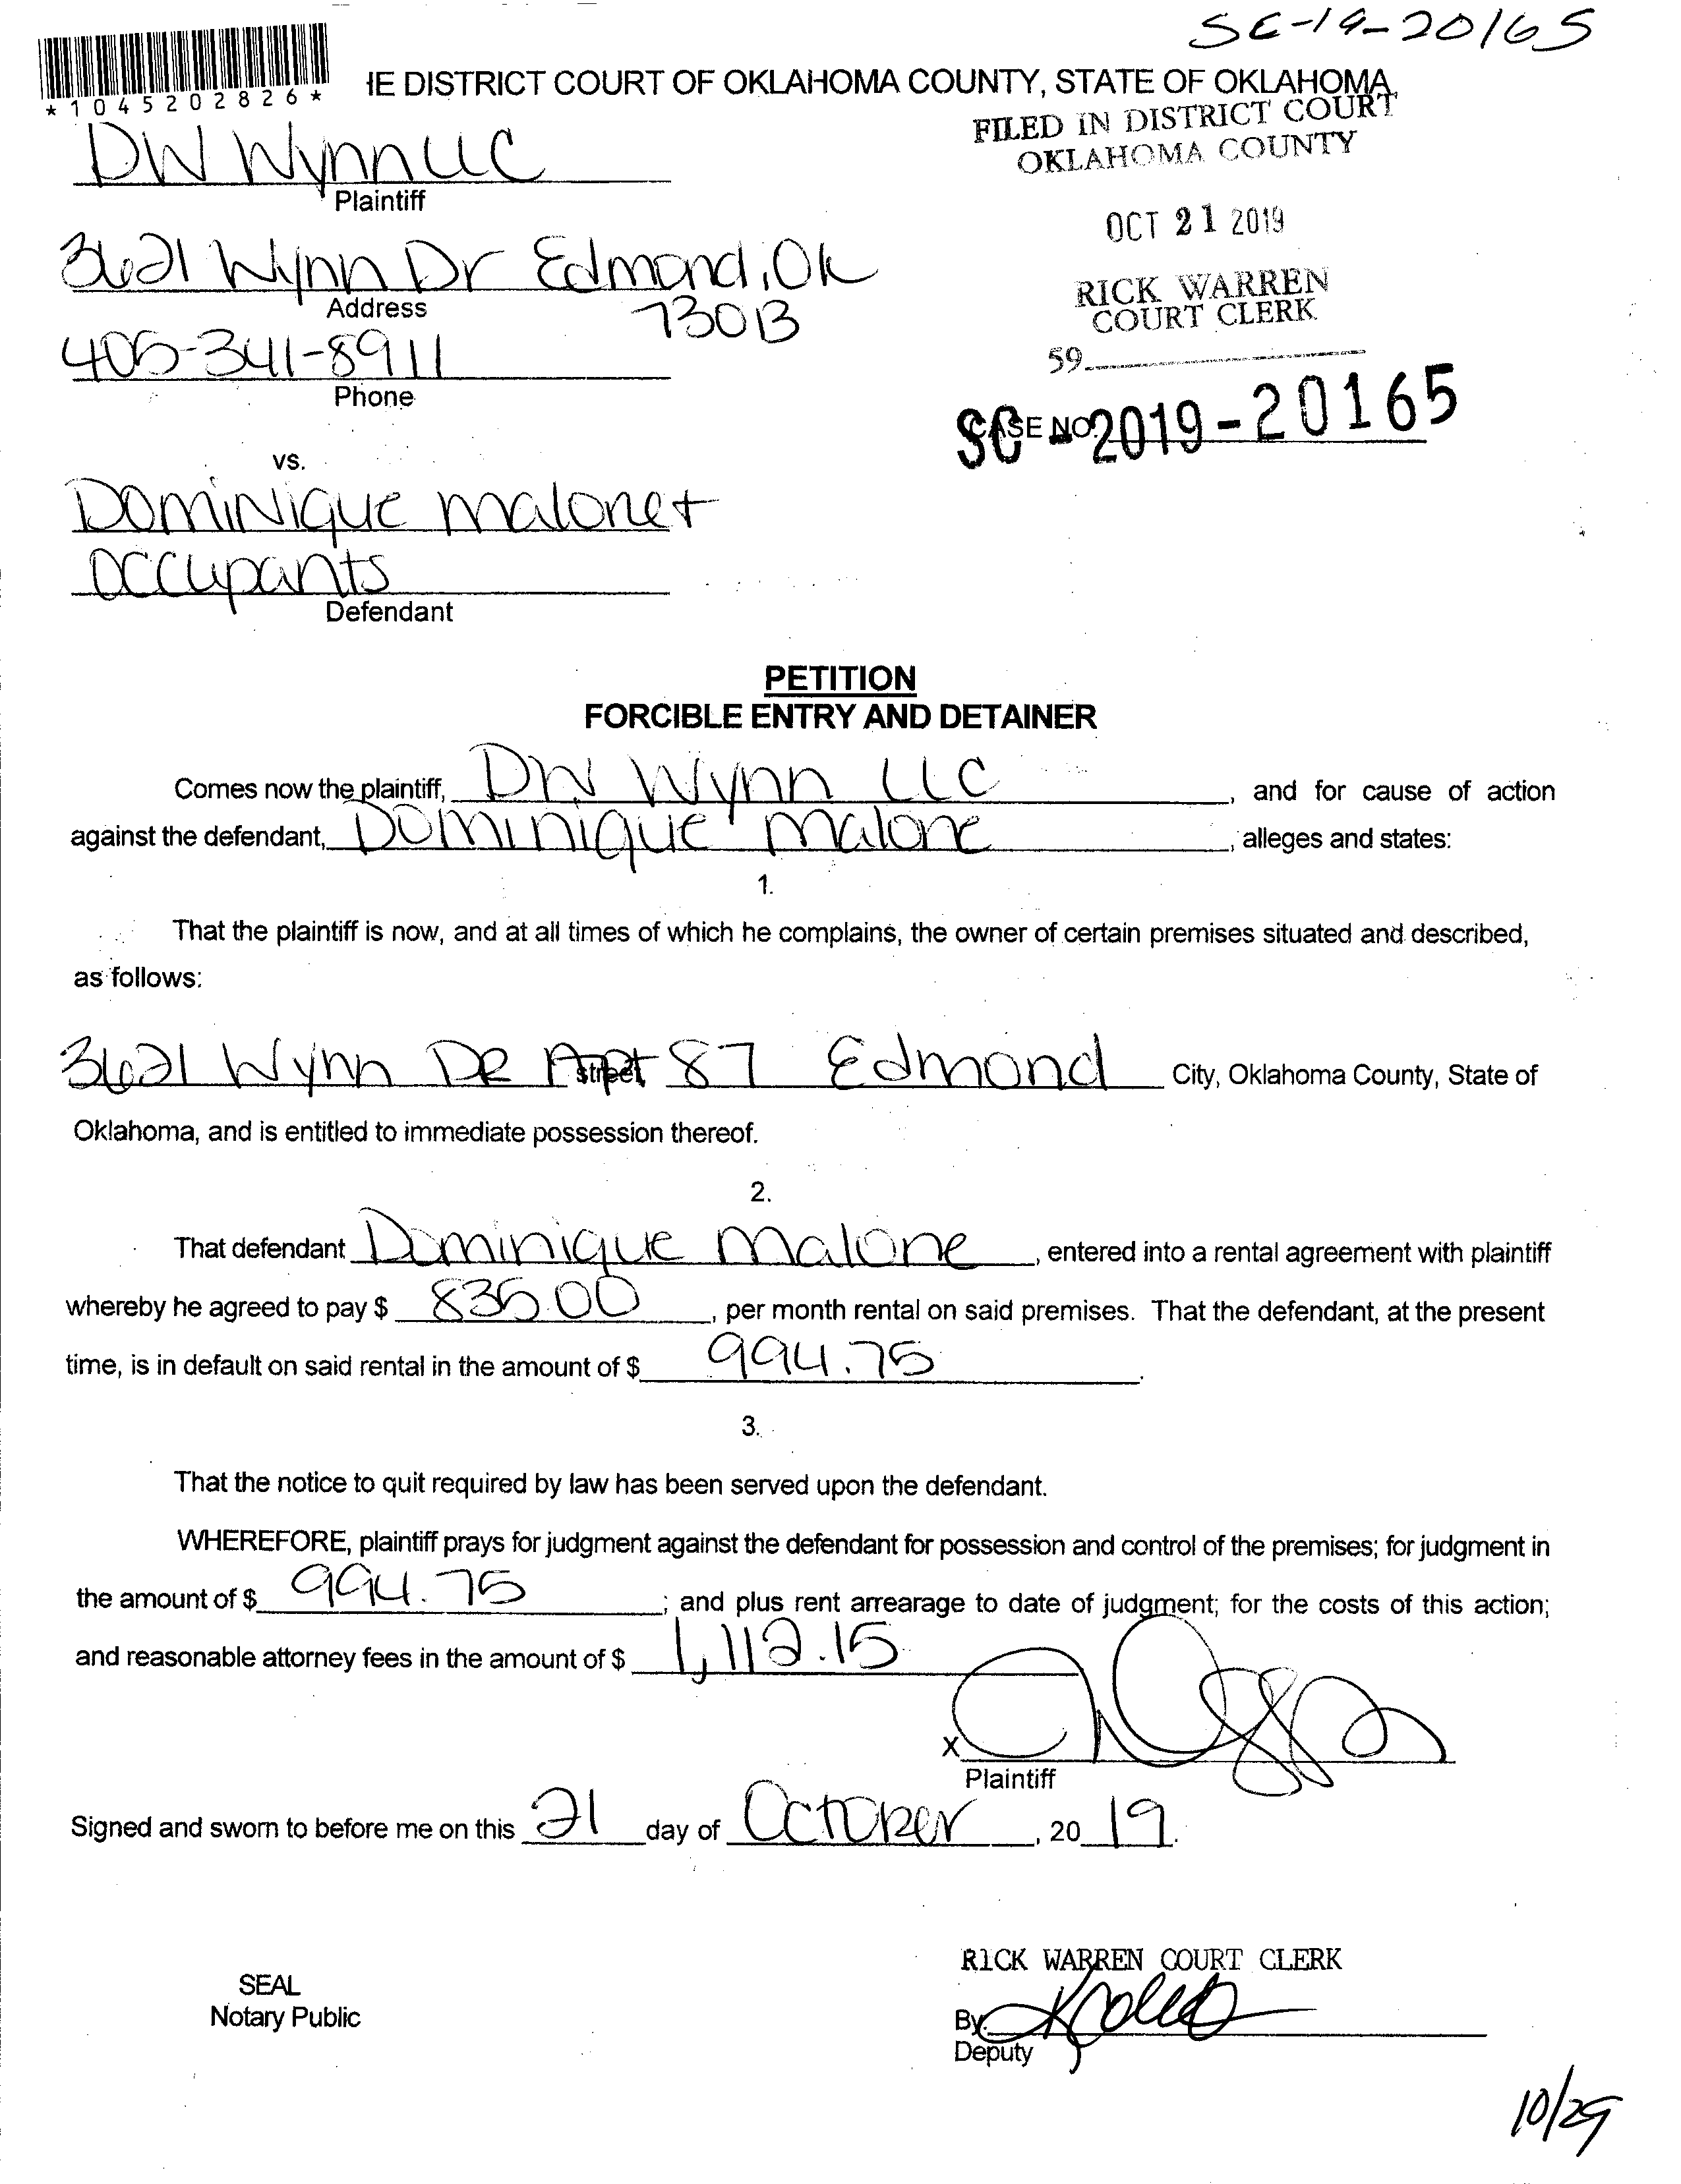 SC-19-20165
*1045202826*
IE DISTRICT COURT OF OKLAHOMA COUNTY, STATE OF OKLAHOMA
FILED IN DISTRICT COURT
OKLAHOMA COUNTY
DW Wynn LLC
Plaintiff
OCT 21 2019
3621 Wynn Dr Edmond, Ok
Address
73013
RICK WARREN
COURT CLERK
405-341-8911
Phone
59
CASE NO.
SC-2019-20165
vs.
Dominique Malone +
Occupants
Defendant
PETITION
FORCIBLE ENTRY AND DETAINER
Comes now the plaintiff, DW Wynn LLC, and for cause of action
against the defendant, Dominique Malone, alleges and states:
1.
That the plaintiff is now, and at all times of which he complains, the owner of certain premises situated and described,
as follows:
3621 Wynn DR Apt 87 Edmond City, Oklahoma County, State of
street
Oklahoma, and is entitled to immediate possession thereof.
2.
That defendant Dominique Malone, entered into a rental agreement with plaintiff
whereby he agreed to pay $ 835.00, per month rental on said premises. That the defendant, at the present
time, is in default on said rental in the amount of $ 994.75.
3.
That the notice to quit required by law has been served upon the defendant.
WHEREFORE, plaintiff prays for judgment against the defendant for possession and control of the premises; for judgment in
the amount of $ 994.75; and plus rent arrearage to date of judgment; for the costs of this action;
and reasonable attorney fees in the amount of $ 1,112.15
X
Plaintiff
Signed and sworn to before me on this 21 day of October, 20 19.
RICK WARREN COURT CLERK
SEAL
Notary Public
By
Deputy
10/29